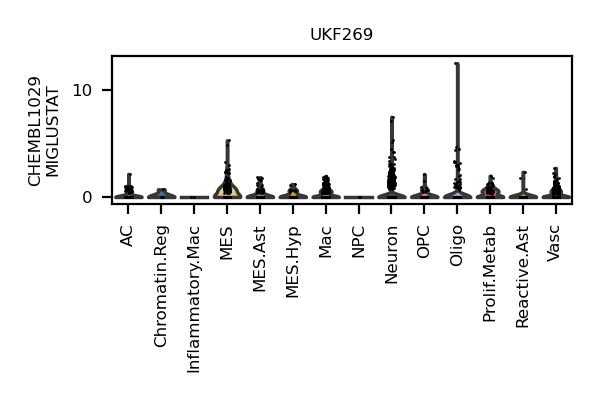 UKF269
CHEMBL1029
MIGLUSTAT
10
0
AC
Chromatin.Reg
Inflammatory.Mac
MES
MES.Ast
MES.Hyp
Mac
NPC
Neuron
OPC
Oligo
Prolif.Metab
Reactive.Ast
Vasc